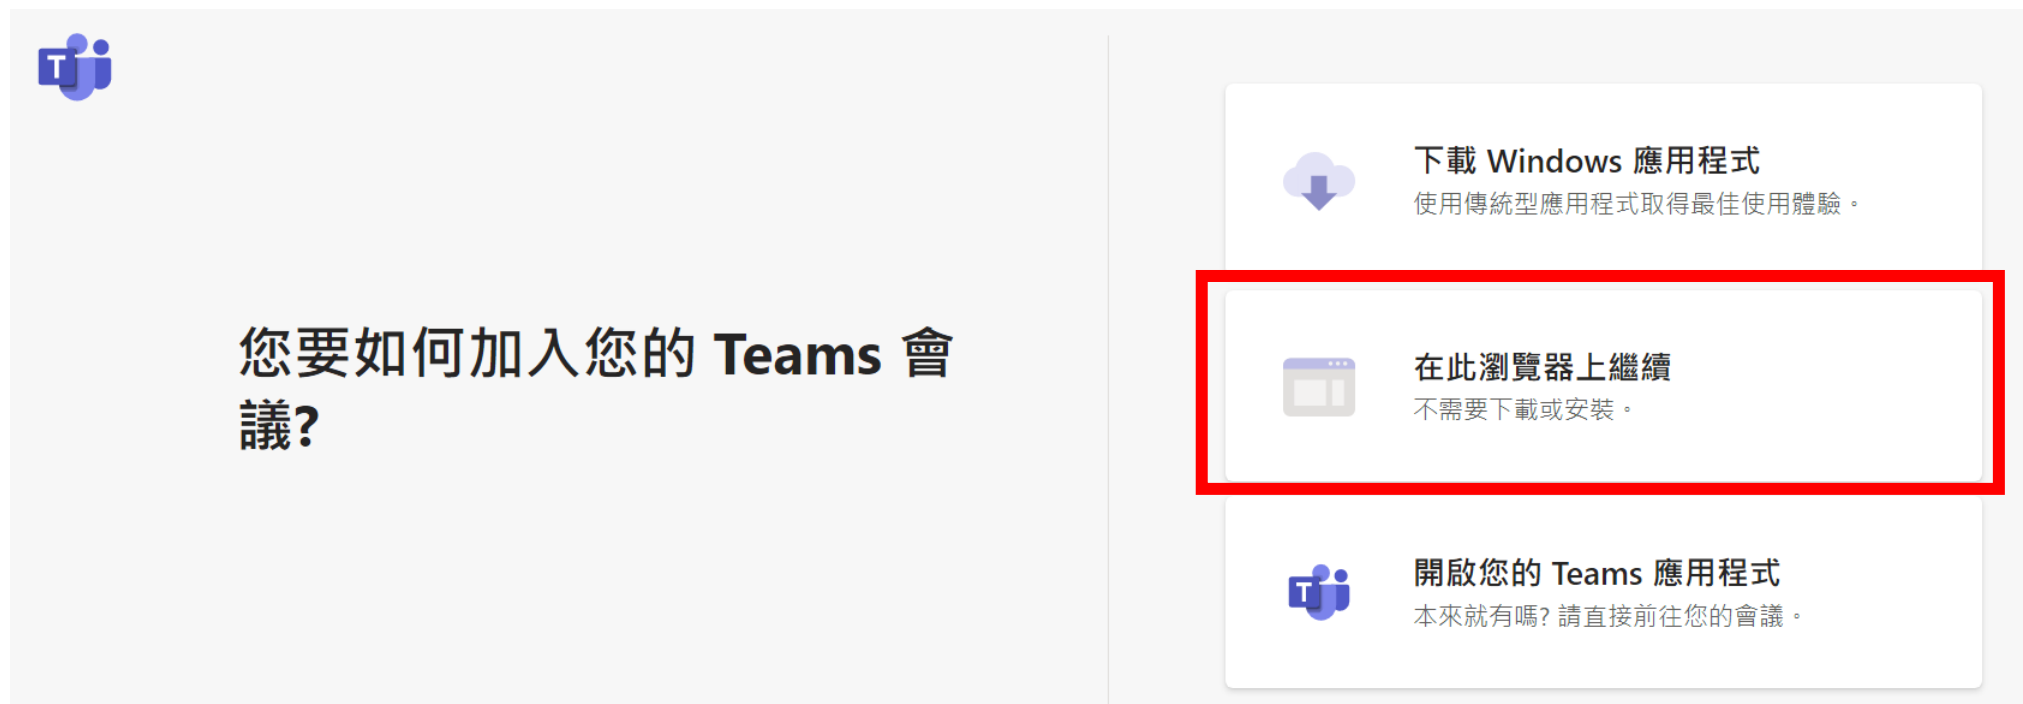 您要如何加入您的 Teams 會
議?
下載 Windows 應用程式
使用傳統型應用程式取得最佳使用體驗。
在此瀏覽器上繼續
不需要下載或安裝。
開啟您的 Teams 應用程式
本來就有嗎? 請直接前往您的會議。